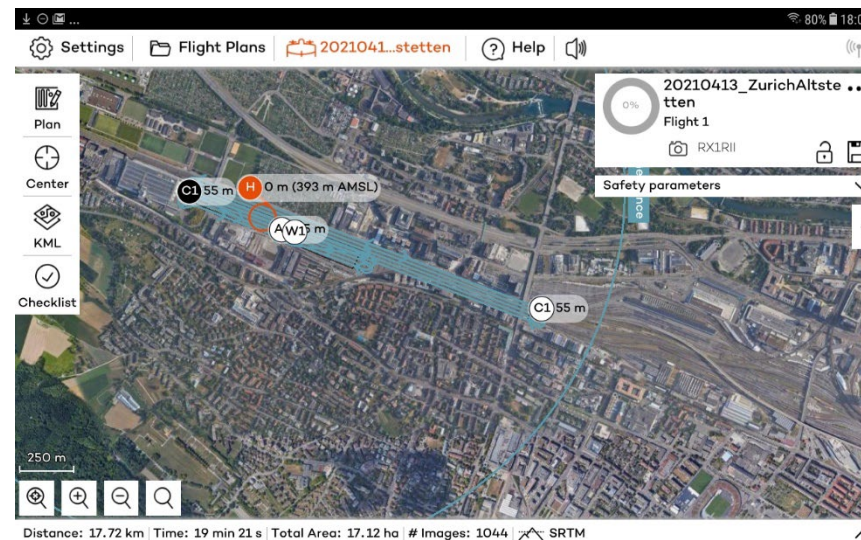 80% 18:0
Settings Flight Plans 2021041...stetten Help
Plan
Center
KML
Checklist
0%
20210413_ZurichAltste
tten
Flight 1
RX1RII
Safety parameters
C1 55 m
H 0 m (393 m AMSL)
A W1 5 m
C1 55 m
250 m
Distance: 17.72 km Time: 19 min 21 s Total Area: 17.12 ha # Images: 1044 SRTM